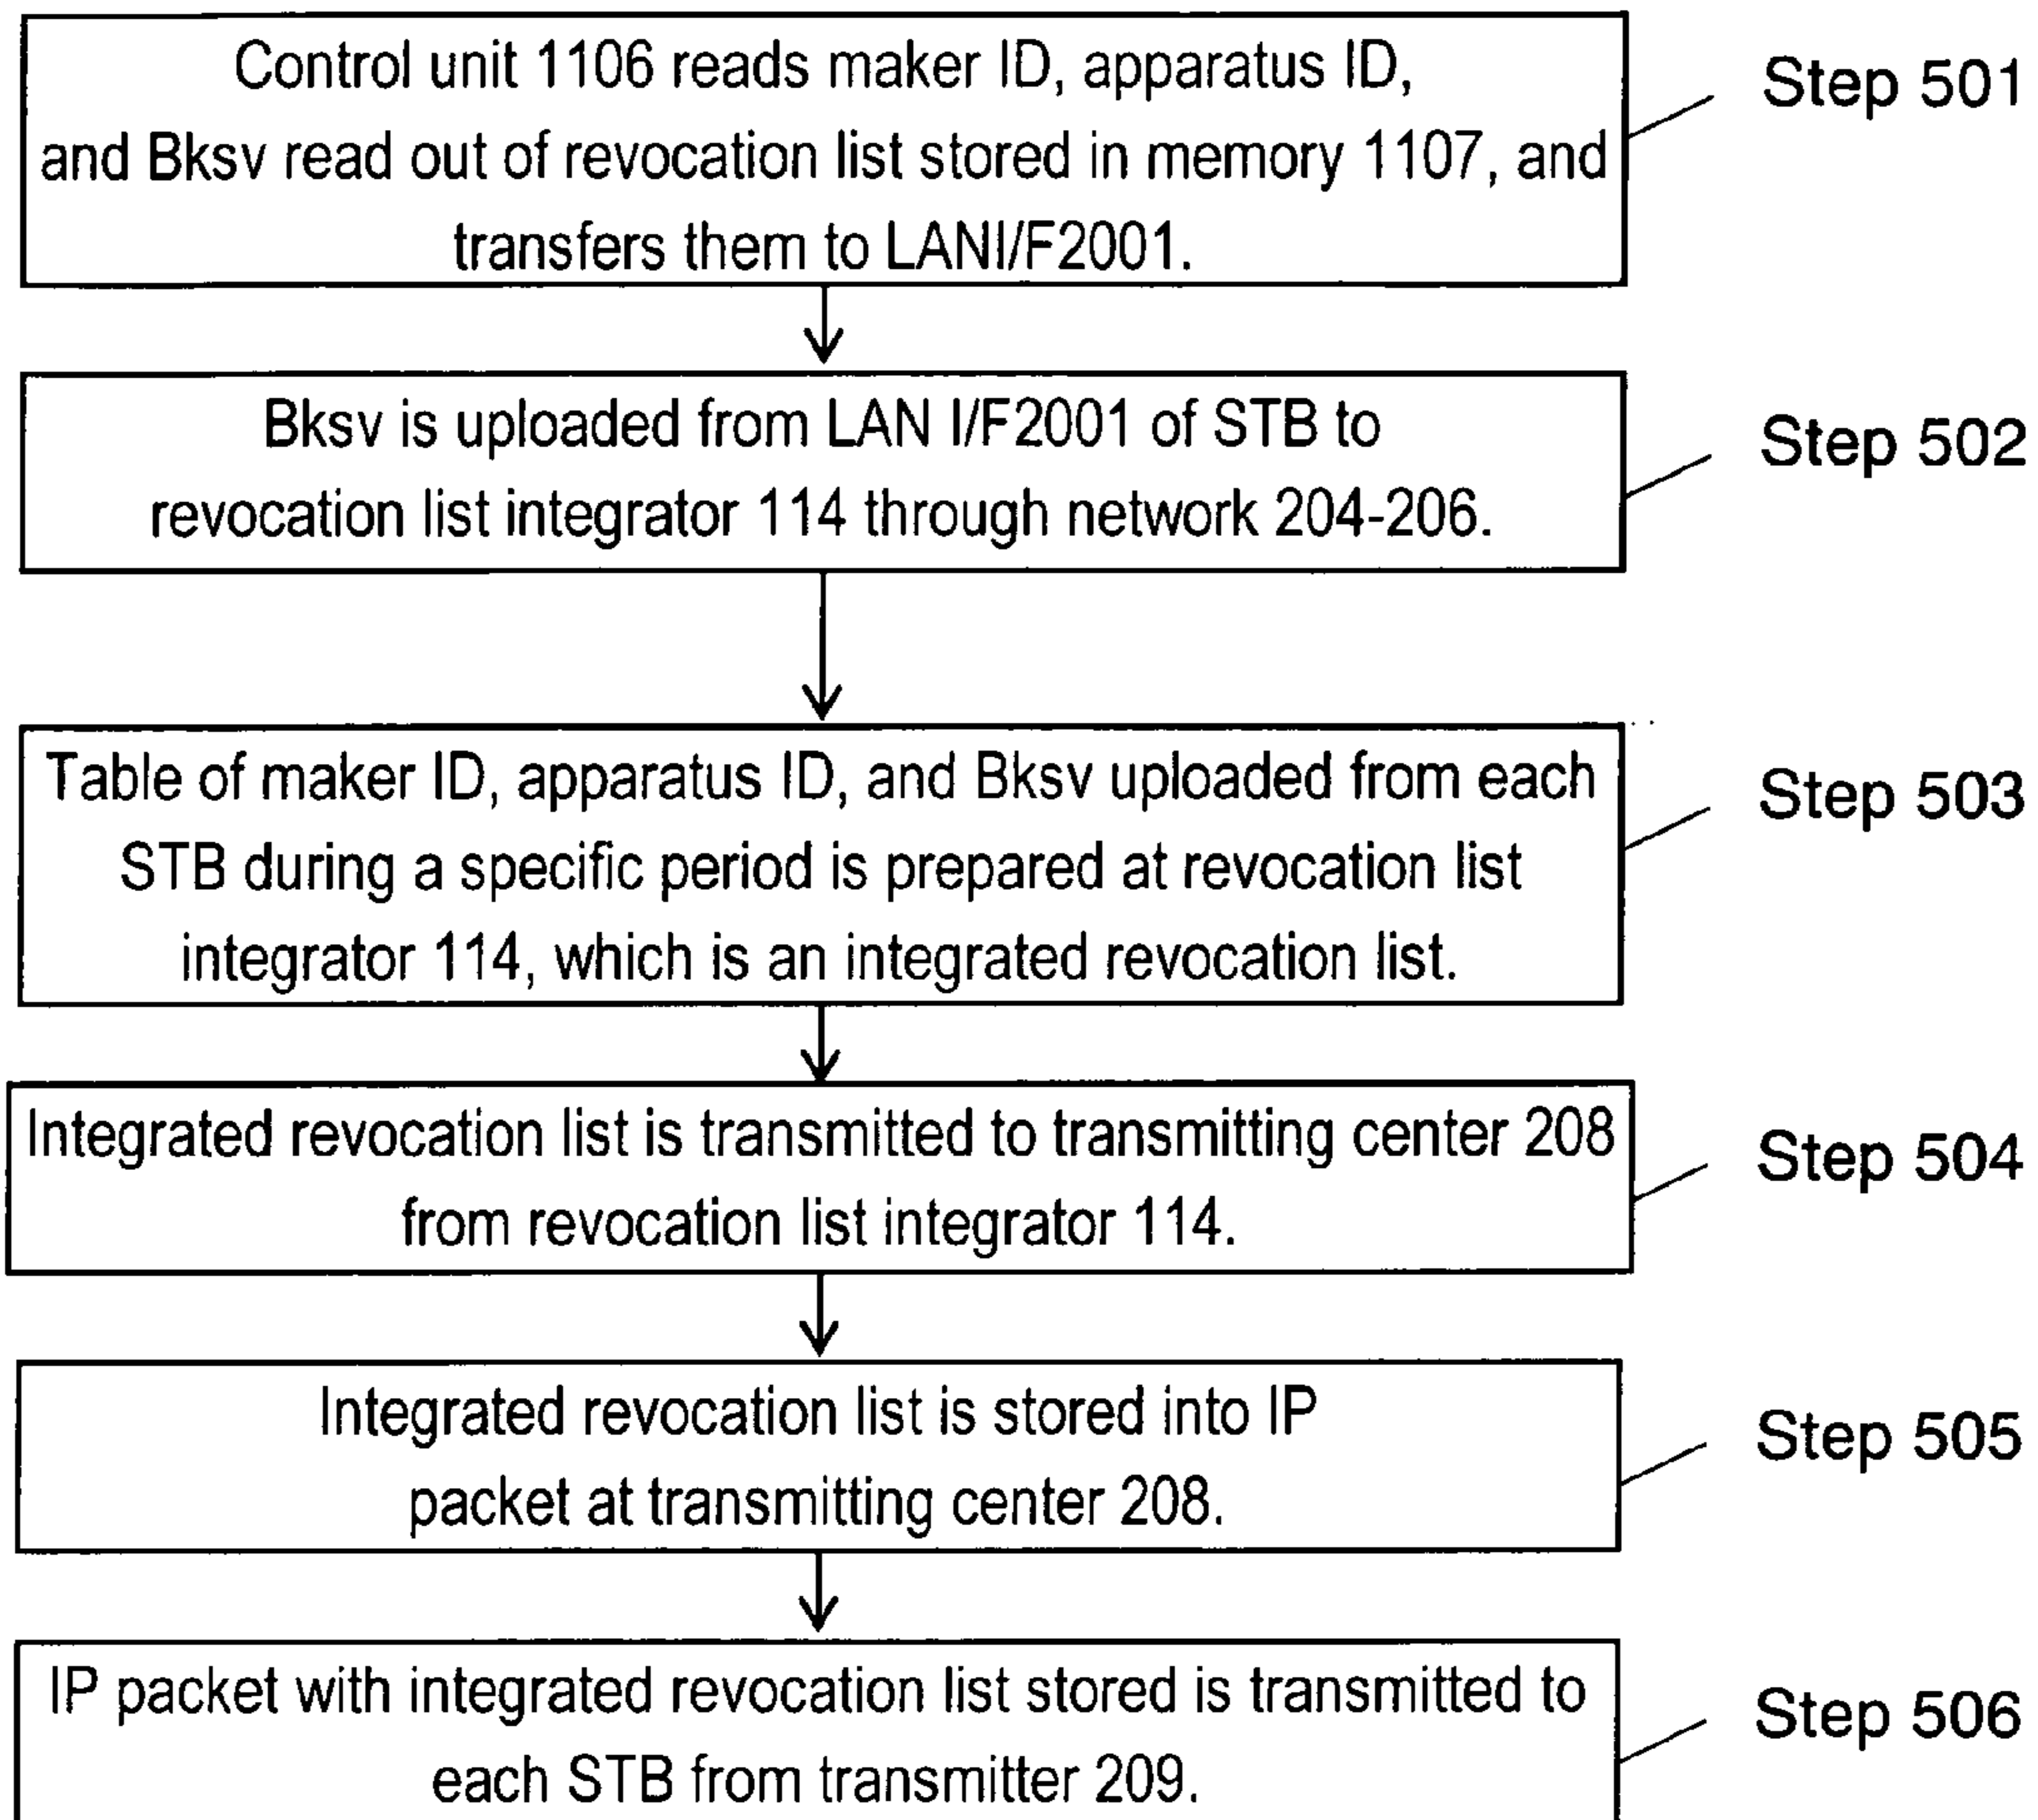 Control unit 1106 reads maker ID, apparatus ID,
and Bksv read out of revocation list stored in memory 1107, and
transfers them to LANI/F2001.
Step 501
Bksv is uploaded from LAN I/F2001 of STB to
revocation list integrator 114 through network 204-206.
Step 502
Table of maker ID, apparatus ID, and Bksv uploaded from each
STB during a specific period is prepared at revocation list
integrator 114, which is an integrated revocation list.
Step 503
Integrated revocation list is transmitted to transmitting center 208
from revocation list integrator 114.
Step 504
Integrated revocation list is stored into IP
packet at transmitting center 208.
Step 505
IP packet with integrated revocation list stored is transmitted to
each STB from transmitter 209.
Step 506